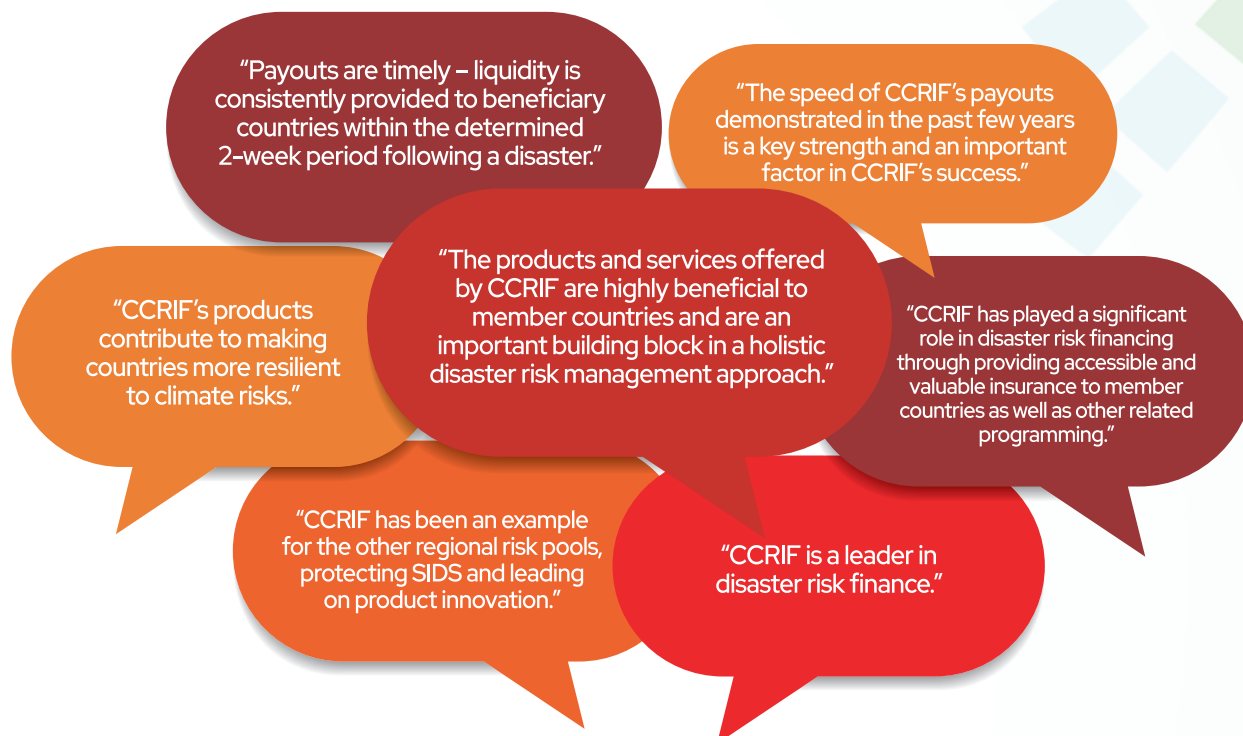 “Payouts are timely – liquidity is
consistently provided to beneficiary
countries within the determined
2-week period following a disaster.”
“The speed of CCRIF’s payouts
demonstrated in the past few years
is a key strength and an important
factor in CCRIF’s success.”
“CCRIF’s products
contribute to making
countries more resilient
to climate risks.”
“The products and services offered
by CCRIF are highly beneficial to
member countries and are an
important building block in a holistic
disaster risk management approach.”
“CCRIF has played a significant
role in disaster risk financing
through providing accessible and
valuable insurance to member
countries as well as other related
programming.”
“CCRIF has been an example
for the other regional risk pools,
protecting SIDS and leading
on product innovation.”
“CCRIF is a leader in
disaster risk finance.”